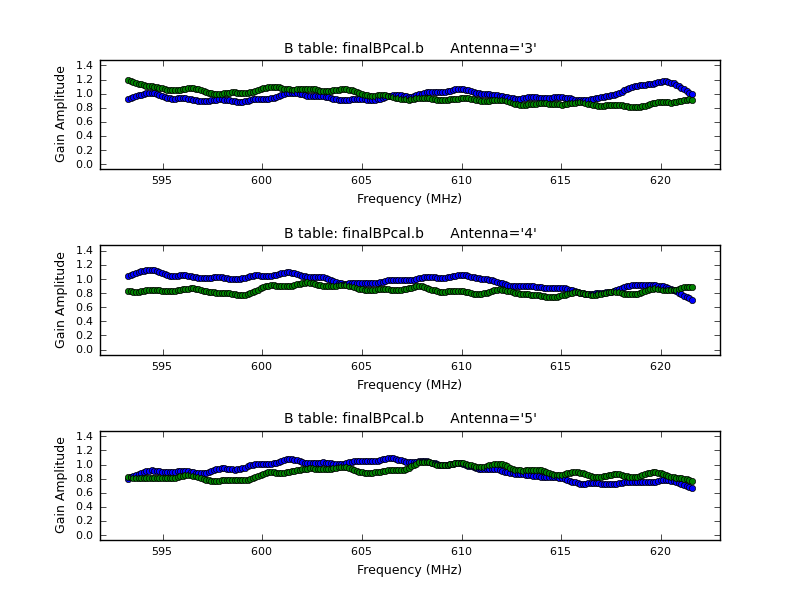 B table: finalBPcal.b      Antenna='3'
1.4
1.2
1.0
0.8
0.6
0.4
0.2
0.0
Gain Amplitude
595 600 605 610 615 620
Frequency (MHz)
B table: finalBPcal.b      Antenna='4'
1.4
1.2
1.0
0.8
0.6
0.4
0.2
0.0
Gain Amplitude
595 600 605 610 615 620
Frequency (MHz)
B table: finalBPcal.b      Antenna='5'
1.4
1.2
1.0
0.8
0.6
0.4
0.2
0.0
Gain Amplitude
595 600 605 610 615 620
Frequency (MHz)